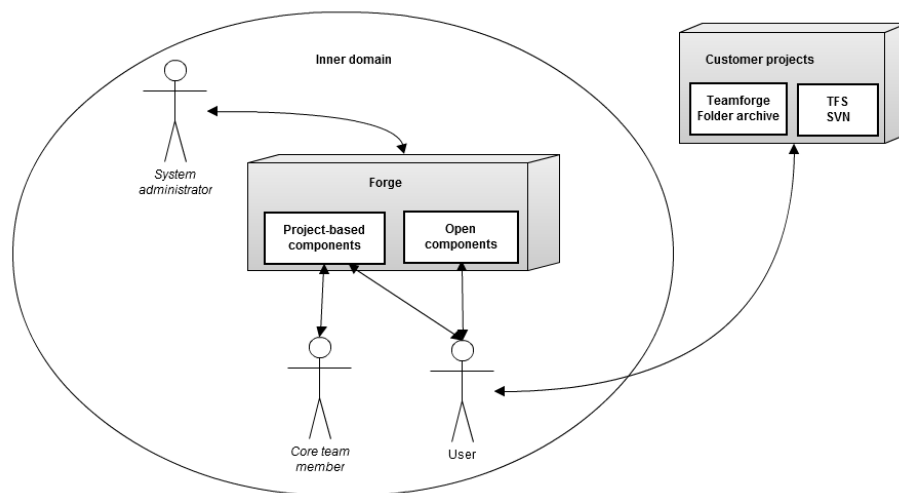 Inner domain
Customer projects
Teamforge
Folder archive
TFS
SVN
System
administrator
Forge
Project-based
components
Open
components
Core team
member
User